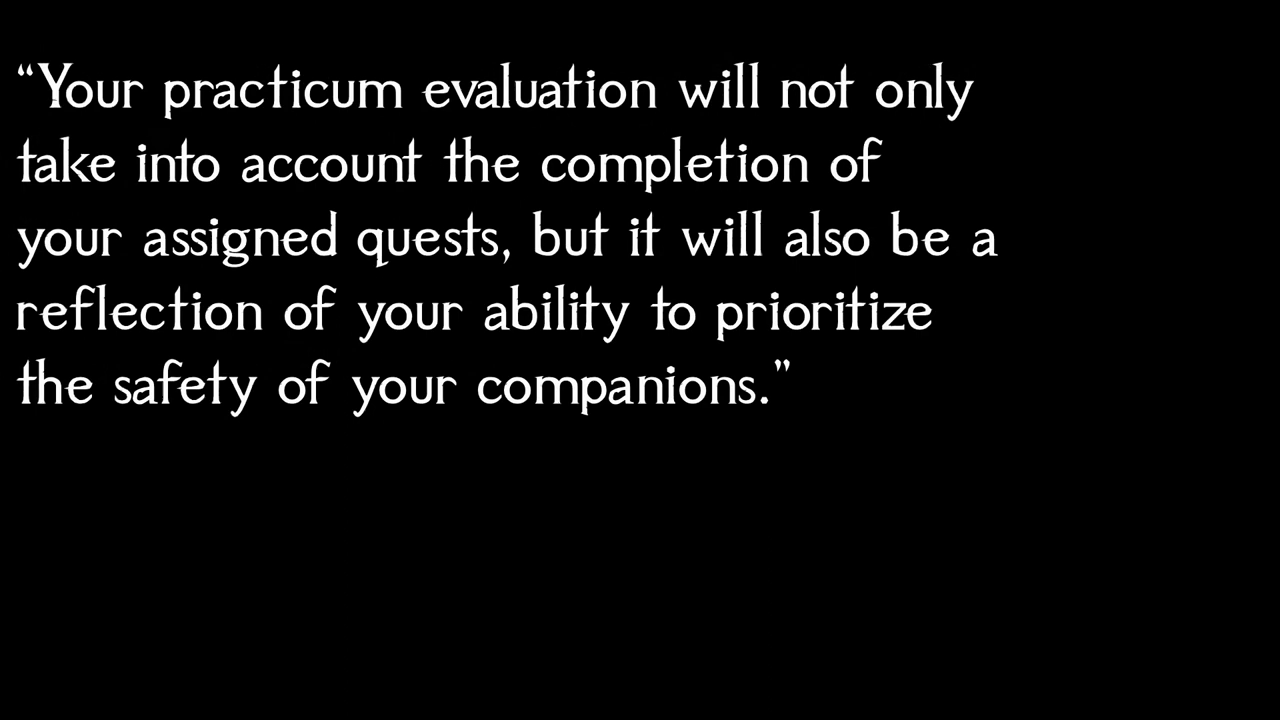 “Your practicum evaluation will not only
take into account the completion of
your assigned quests, but it will also be a
reflection of your ability to prioritize
the safety of your companions.”